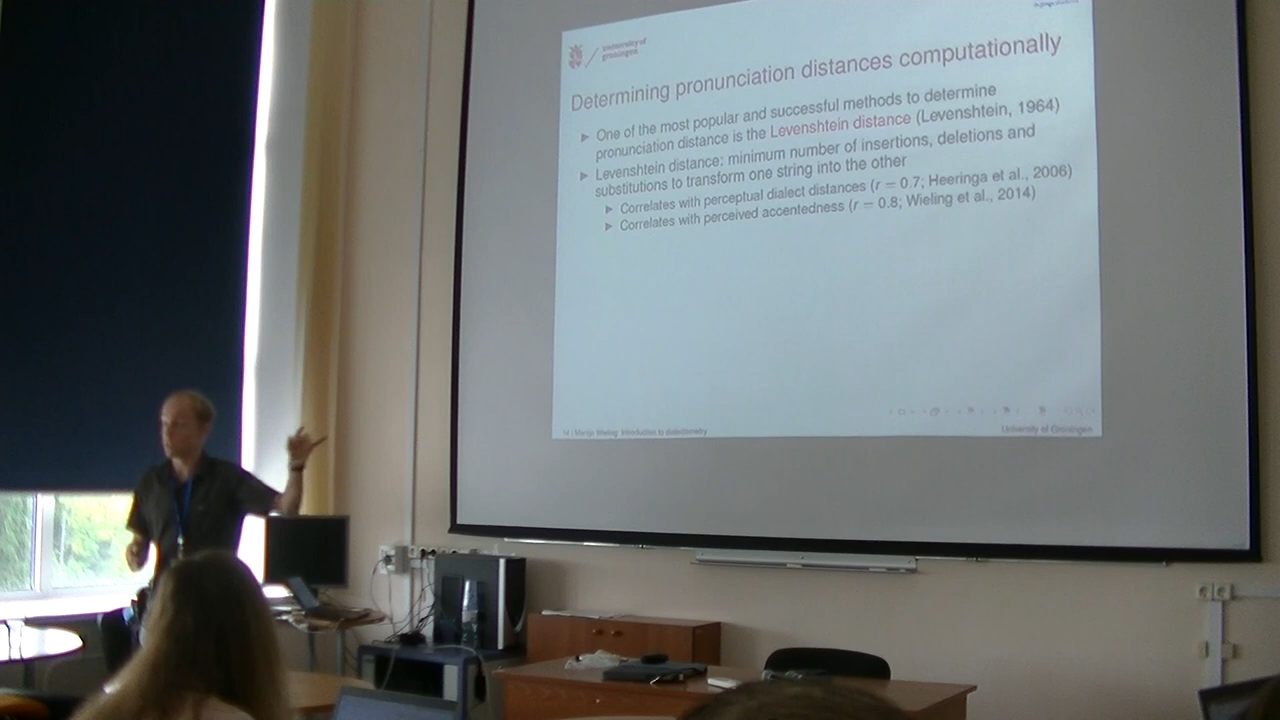 university of
groningen
Determining pronunciation distances computationally
► One of the most popular and successful methods to determine
pronunciation distance is the Levenshtein distance (Levenshtein, 1964)
► Levenshtein distance: minimum number of insertions, deletions and
substitutions to transform one string into the other
► Correlates with perceptual dialect distances (r = 0.7; Heeringa et al., 2006)
► Correlates with perceived accentedness (r = 0.8; Wieling et al., 2014)
14 | Martijn Wieling: Introduction to dialectometry
University of Groningen